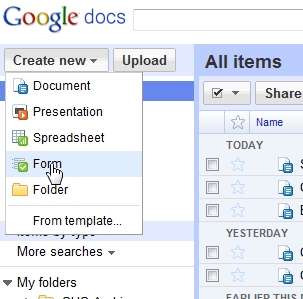 Google docs
Create new
Upload
All items
Document
Presentation
Spreadsheet
Form
Folder
From template...
Share
Name
TODAY
YESTERDAY
More searches
My folders